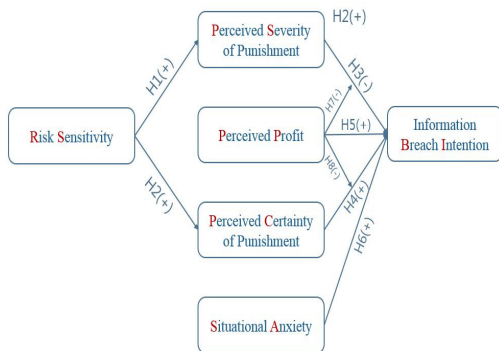 Perceived Severity
of Punishment
H2(+)
H1(+)
H3(-)
H7(-)
Risk Sensitivity
Perceived Profit
H5(+)
Information
Breach Intention
H8(-)
H2(+)
H4(+)
Perceived Certainty
of Punishment
H6(+)
Situational Anxiety